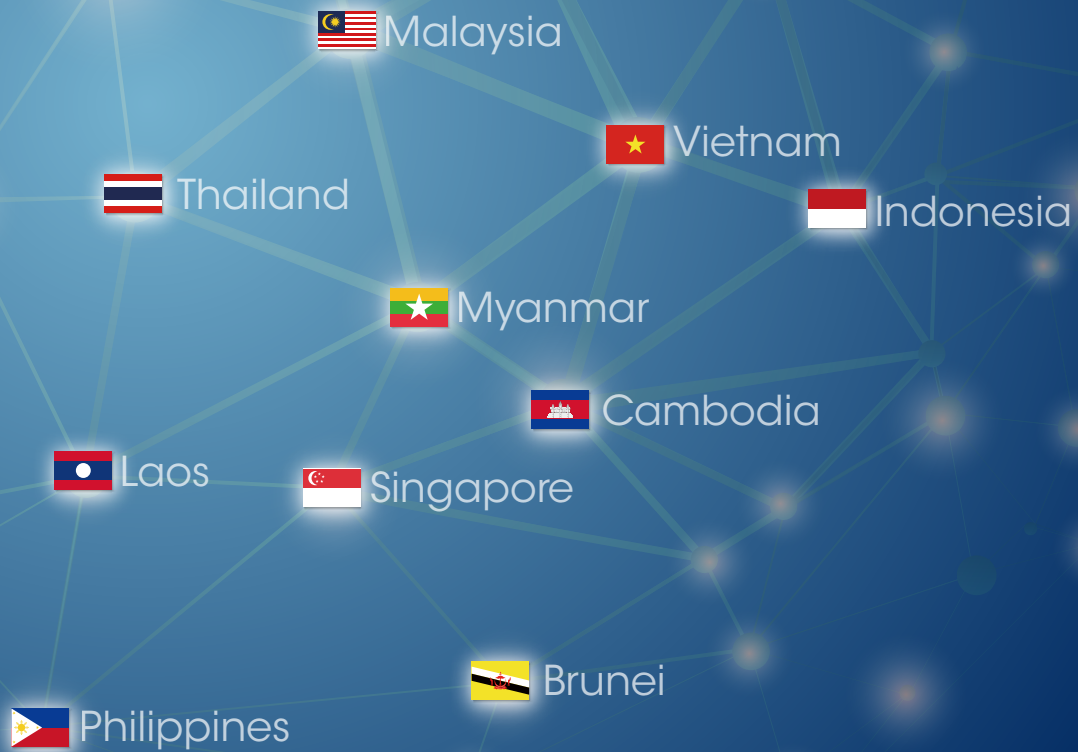 Malaysia
Vietnam
Thailand
Indonesia
Myanmar
Cambodia
Laos
Singapore
Brunei
Philippines